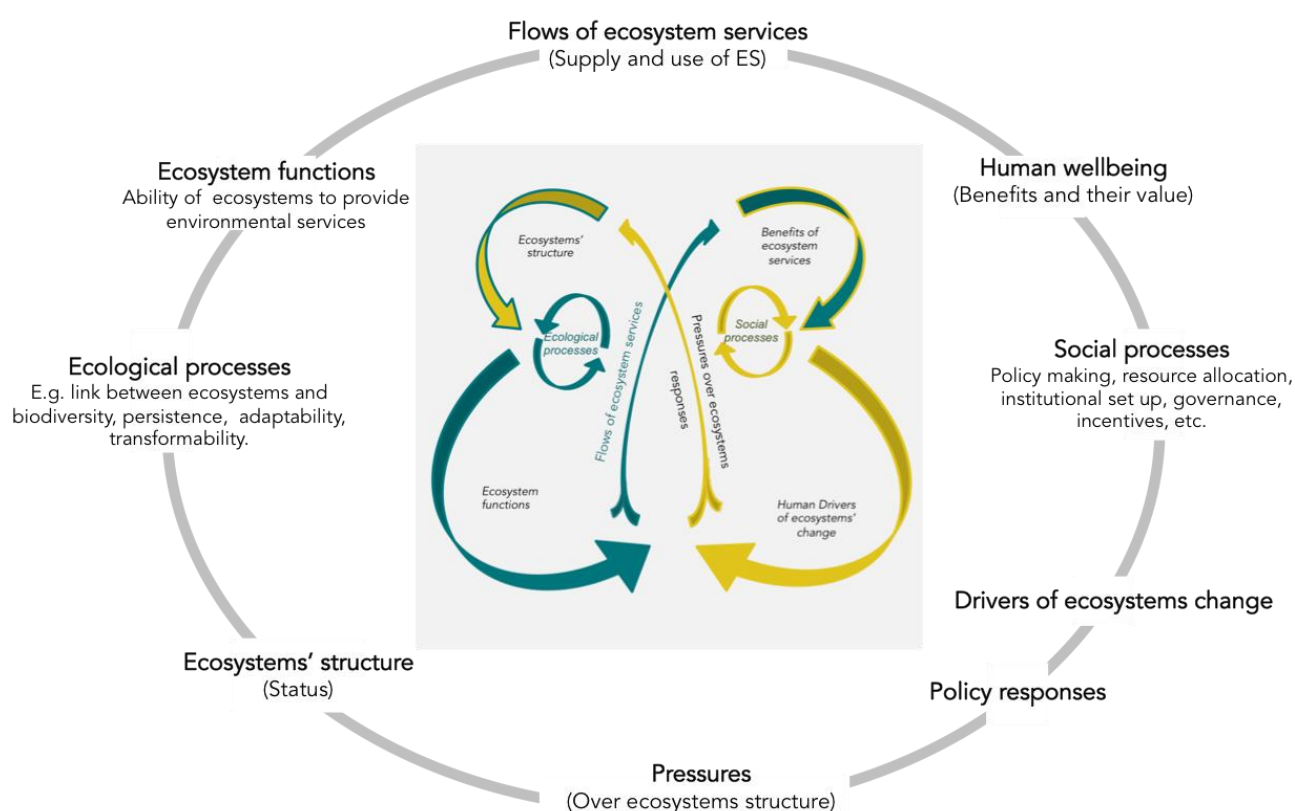 Flows of ecosystem services
(Supply and use of ES)
Ecosystem functions
Ability of ecosystems to provide
environmental services
Human wellbeing
(Benefits and their value)
Ecosystems'
structure
Benefits of
ecosystem
services
Ecological
processes
Flows of ecosystem services
Pressures over ecosystems
responses
Social
processes
Ecological processes
E.g. link between ecosystems and
biodiversity, persistence, adaptability,
transformability.
Social processes
Policy making, resource allocation,
institutional set up, governance,
incentives, etc.
Ecosystem
functions
Human Drivers
of ecosystems'
change
Drivers of ecosystems change
Ecosystems' structure
(Status)
Policy responses
Pressures
(Over ecosystems structure)